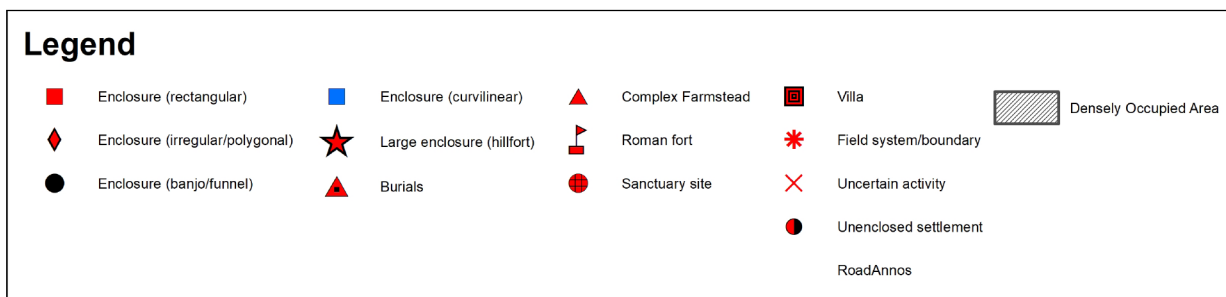 Legend
Enclosure (rectangular)
Enclosure (irregular/polygonal)
Enclosure (banjo/funnel)
Enclosure (curvilinear)
Large enclosure (hillfort)
Burials
Complex Farmstead
Roman fort
Sanctuary site
Villa
Field system/boundary
Uncertain activity
Unenclosed settlement
RoadAnnos
Densely Occupied Area